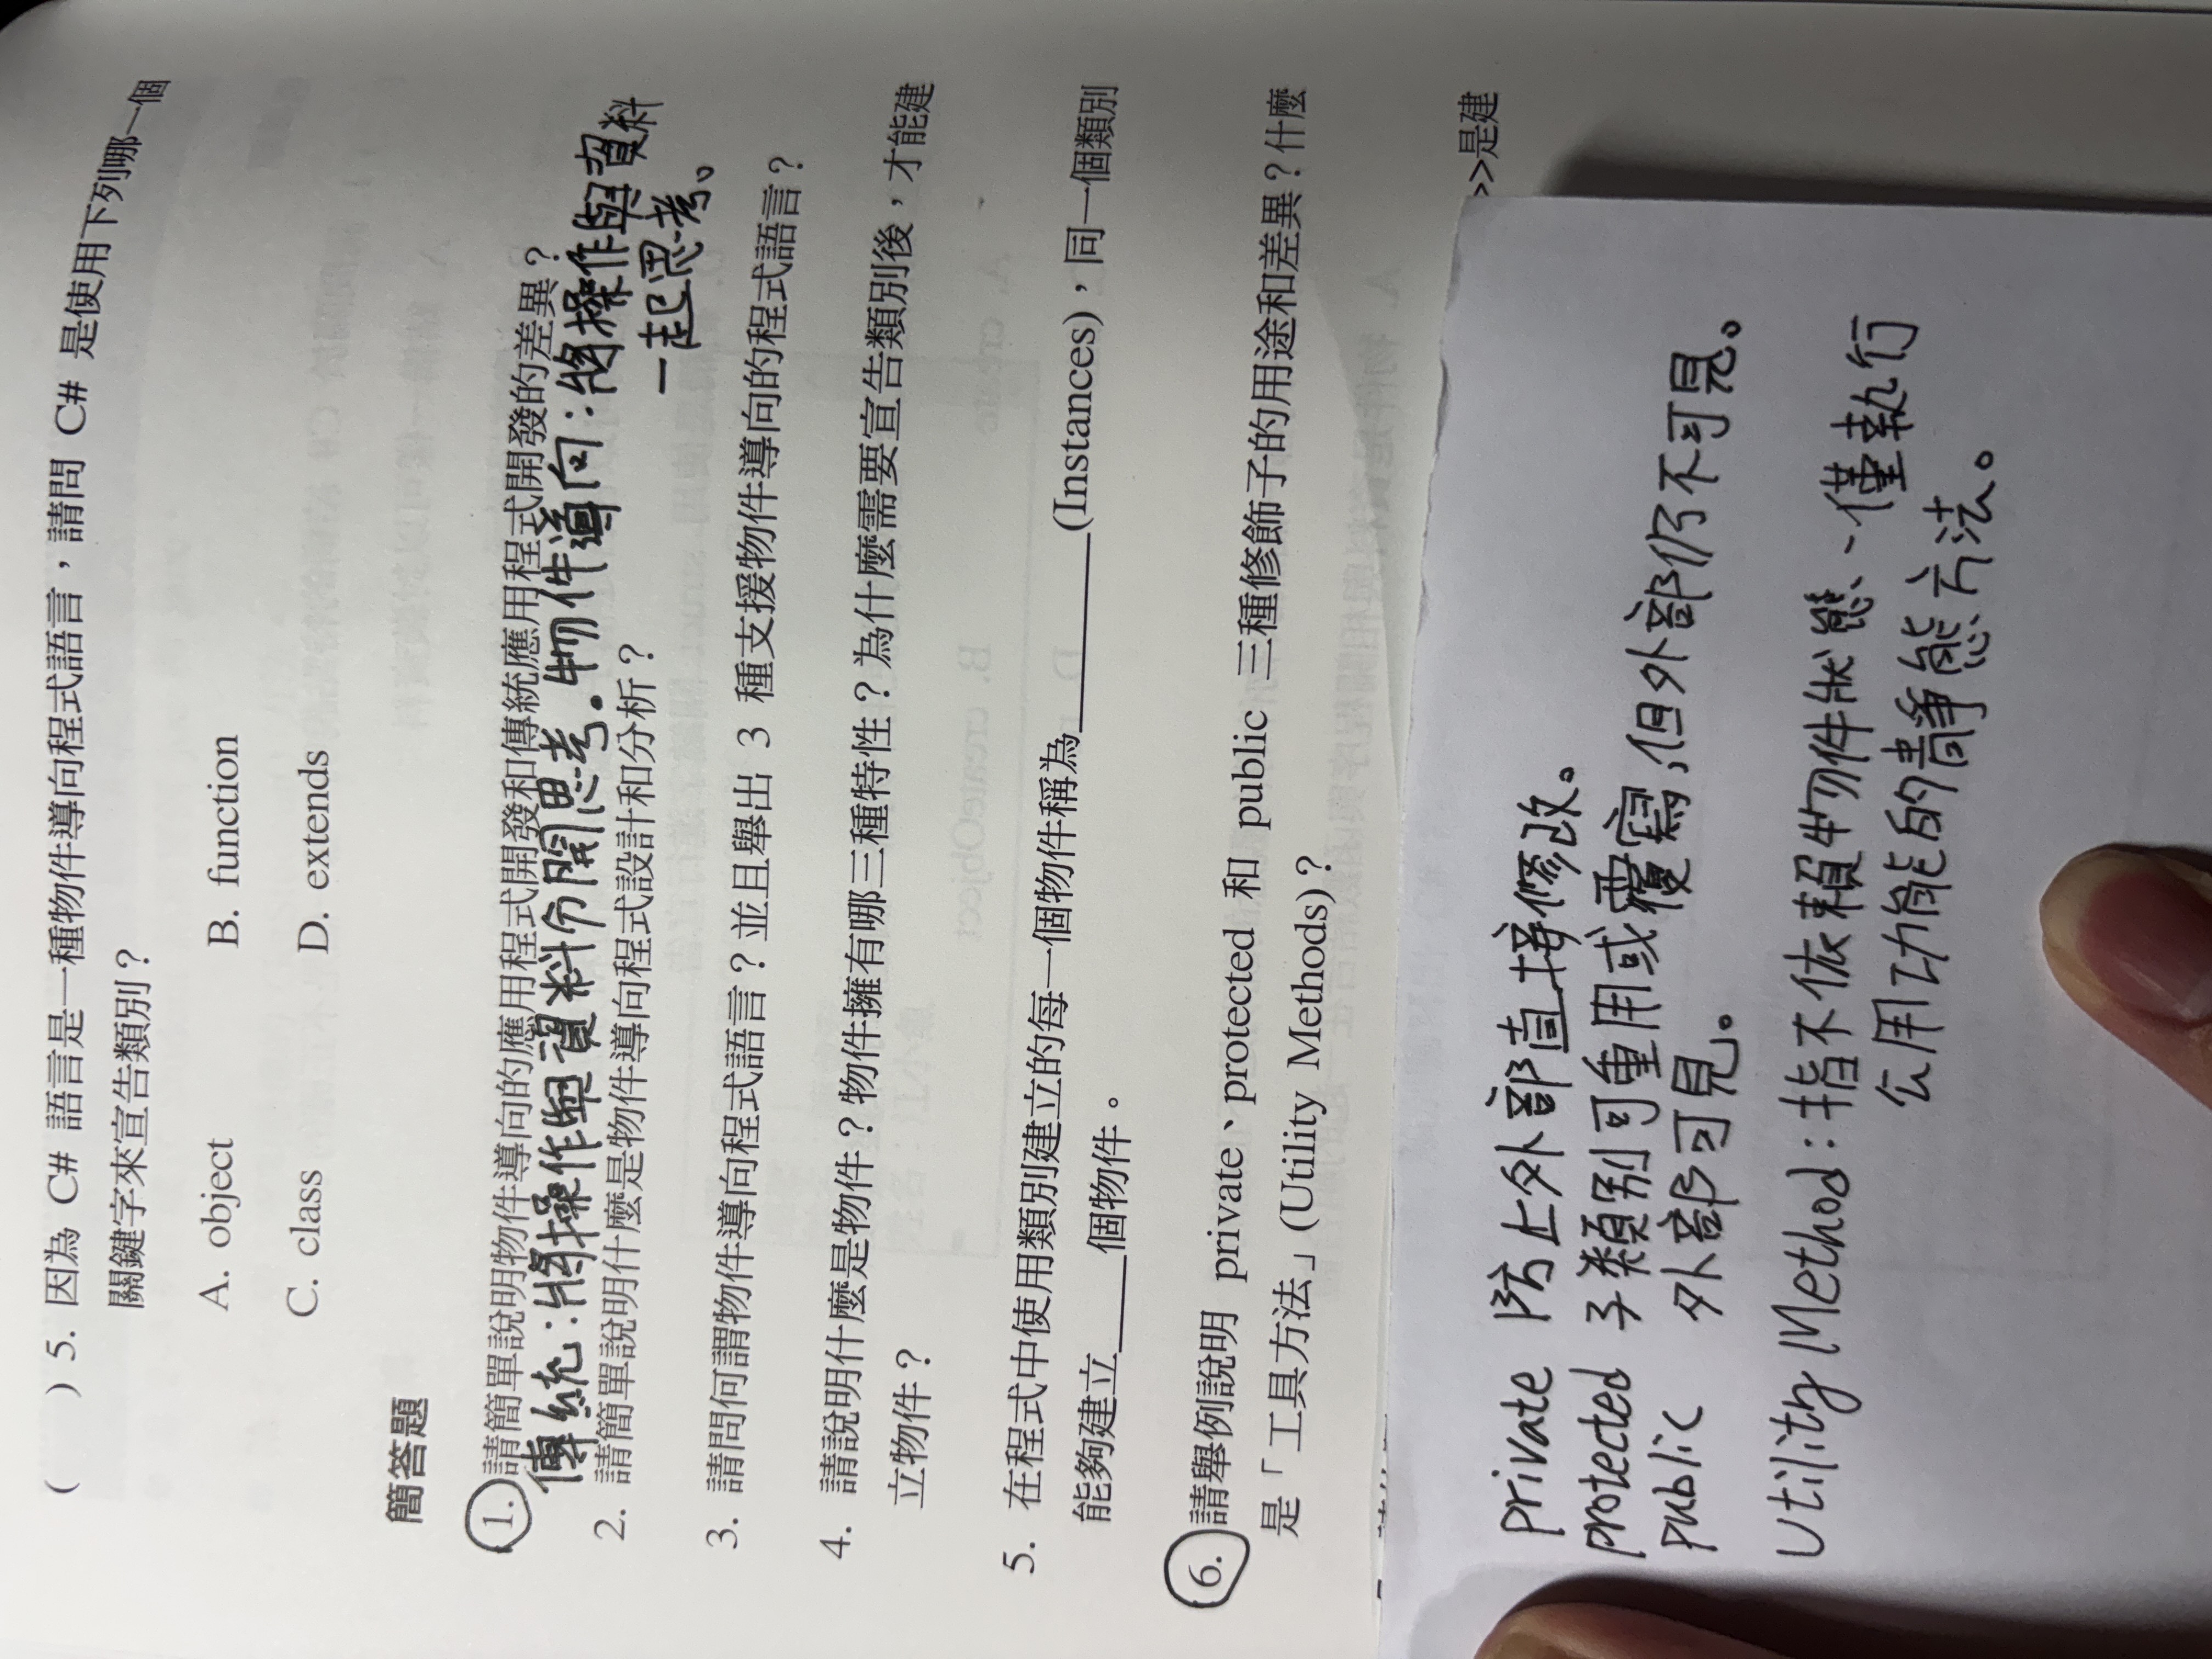 (　　) 5. 因為 C# 語言是一種物件導向程式語言，請問 C# 是使用下列哪一個
關鍵字來宣告類別？
A. object　　B. function
C. class　　D. extends
簡答題
1. 請簡單說明物件導向的應用程式開發和傳統應用程式開發的差異？
傳統：將操作與資料分開思考。物件導向：將操作與資料
一起思考。
2. 請簡單說明什麼是物件導向程式設計和分析？
3. 請問何謂物件導向程式語言？並且舉出 3 種支援物件導向的程式語言？
4. 請說明什麼是物件？物件擁有哪三種特性？為什麼需要宣告類別後，才能建
立物件？
5. 在程式中使用類別建立的每一個物件稱為________(Instances)，同一個類別
能夠建立____個物件。
6. 請舉例說明 private、protected 和 public 三種修飾子的用途和差異？什麼
是「工具方法」(Utility Methods)？
>>是建
private 防止外部直接修改。
protected 子類別可重用或覆寫，但外部仍不可見。
public 外部可見。
Utility Method：指不依賴物件狀態、僅執行
公用功能的靜態方法。